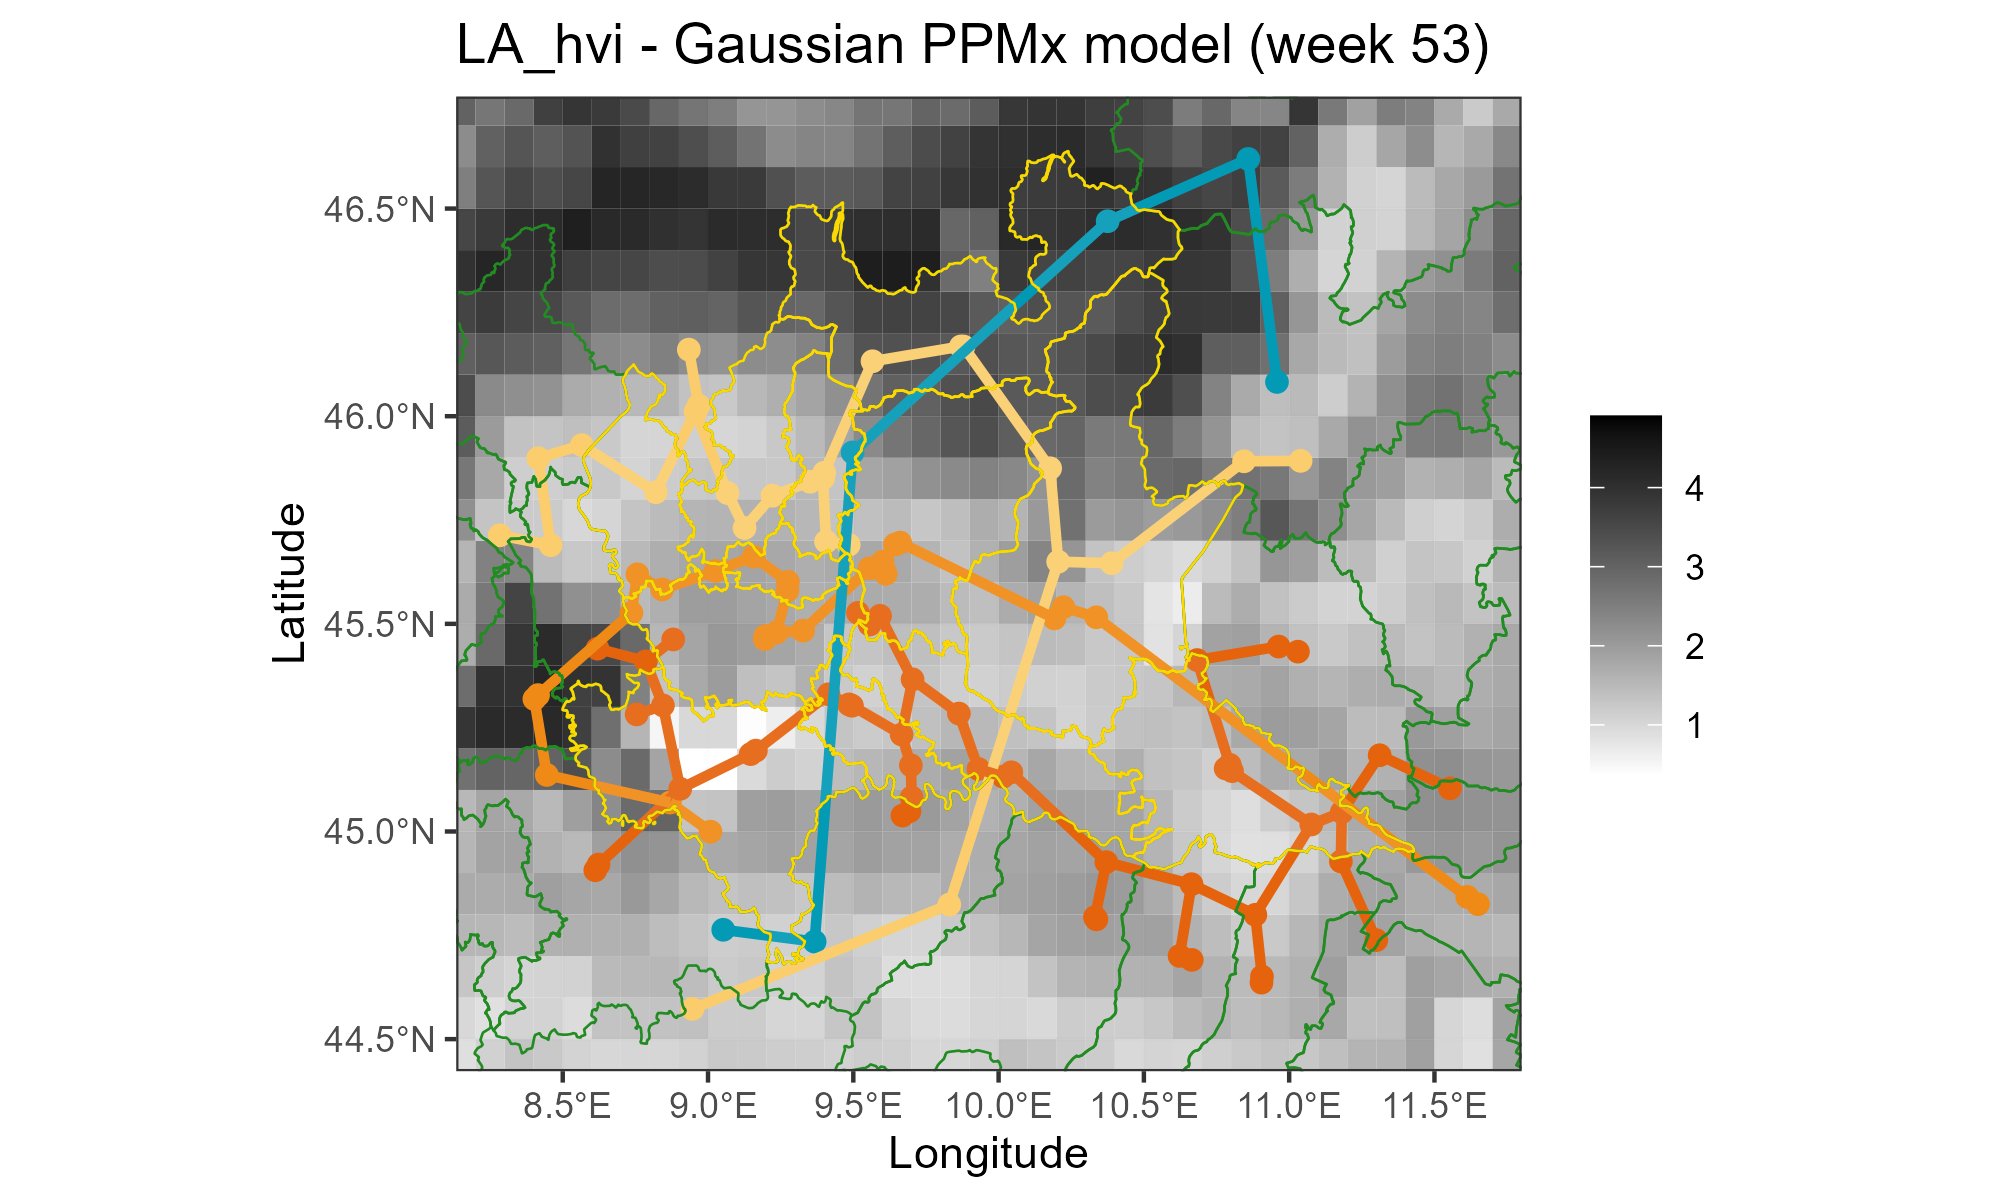 LA_hvi - Gaussian PPMx model (week 53)
46.5°N
46.0°N
45.5°N
45.0°N
44.5°N
Latitude
8.5°E 9.0°E 9.5°E 10.0°E 10.5°E 11.0°E 11.5°E
Longitude
4
3
2
1